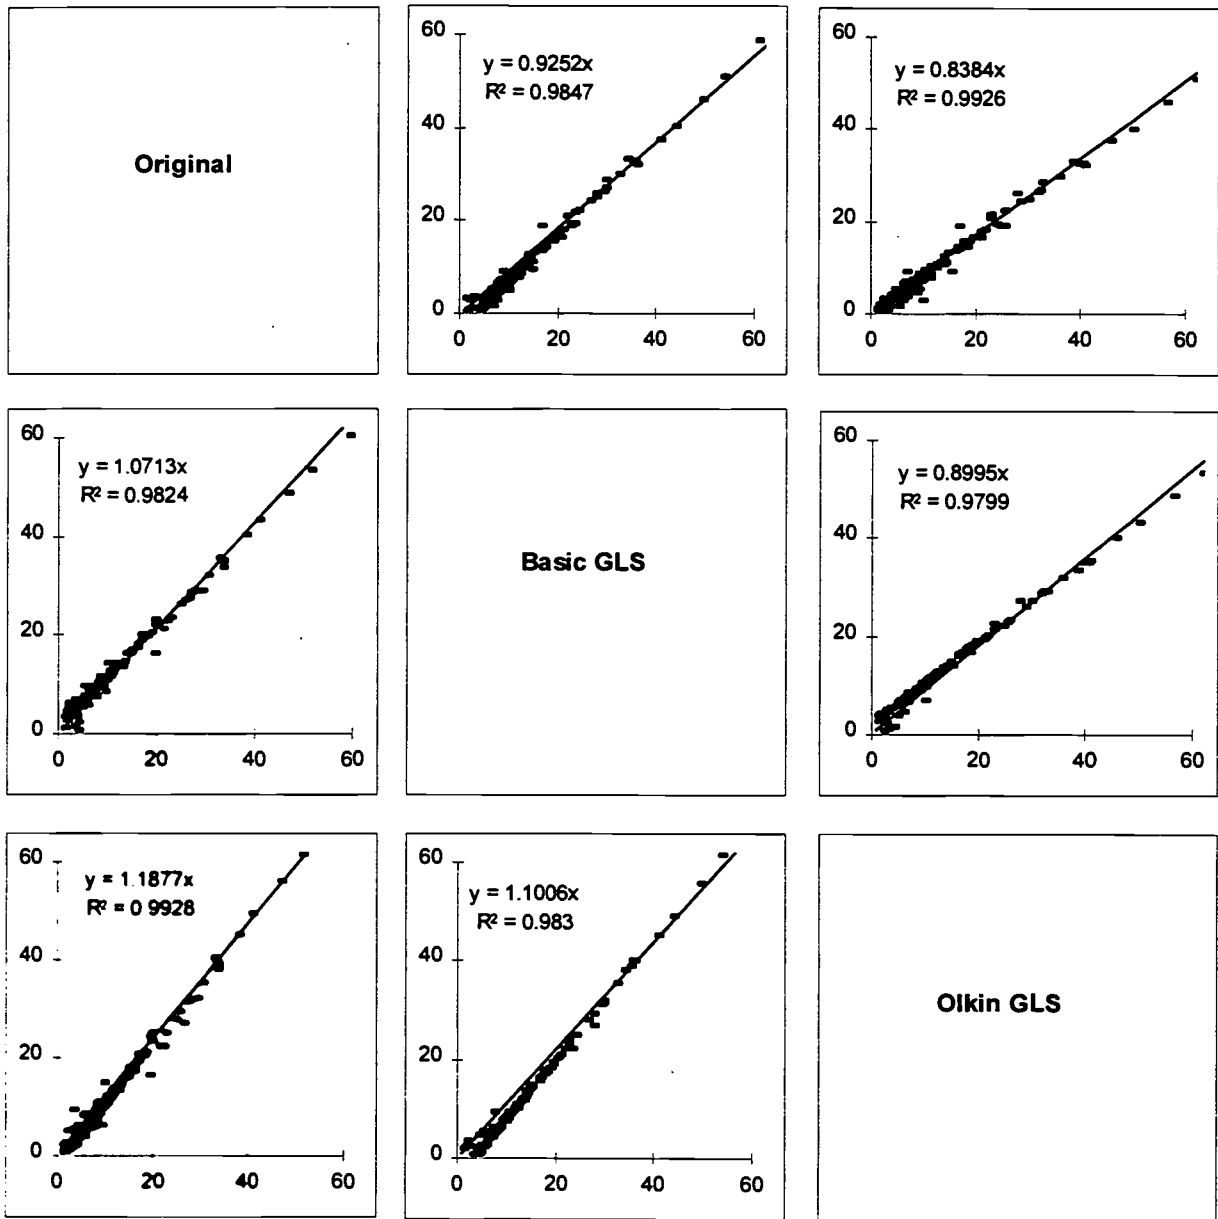 Original
60
40
20
0
y = 0.9252x
R² = 0.9847
0 20 40 60
60
40
20
0
y = 0.8384x
R² = 0.9926
0 20 40 60
60
40
20
0
y = 1.0713x
R² = 0.9824
0 20 40 60
Basic GLS
60
40
20
0
y = 0.8995x
R² = 0.9799
0 20 40 60
60
40
20
0
y = 1.1877x
R² = 0.9928
0 20 40 60
60
40
20
0
y = 1.1006x
R² = 0.983
0 20 40 60
Olkin GLS